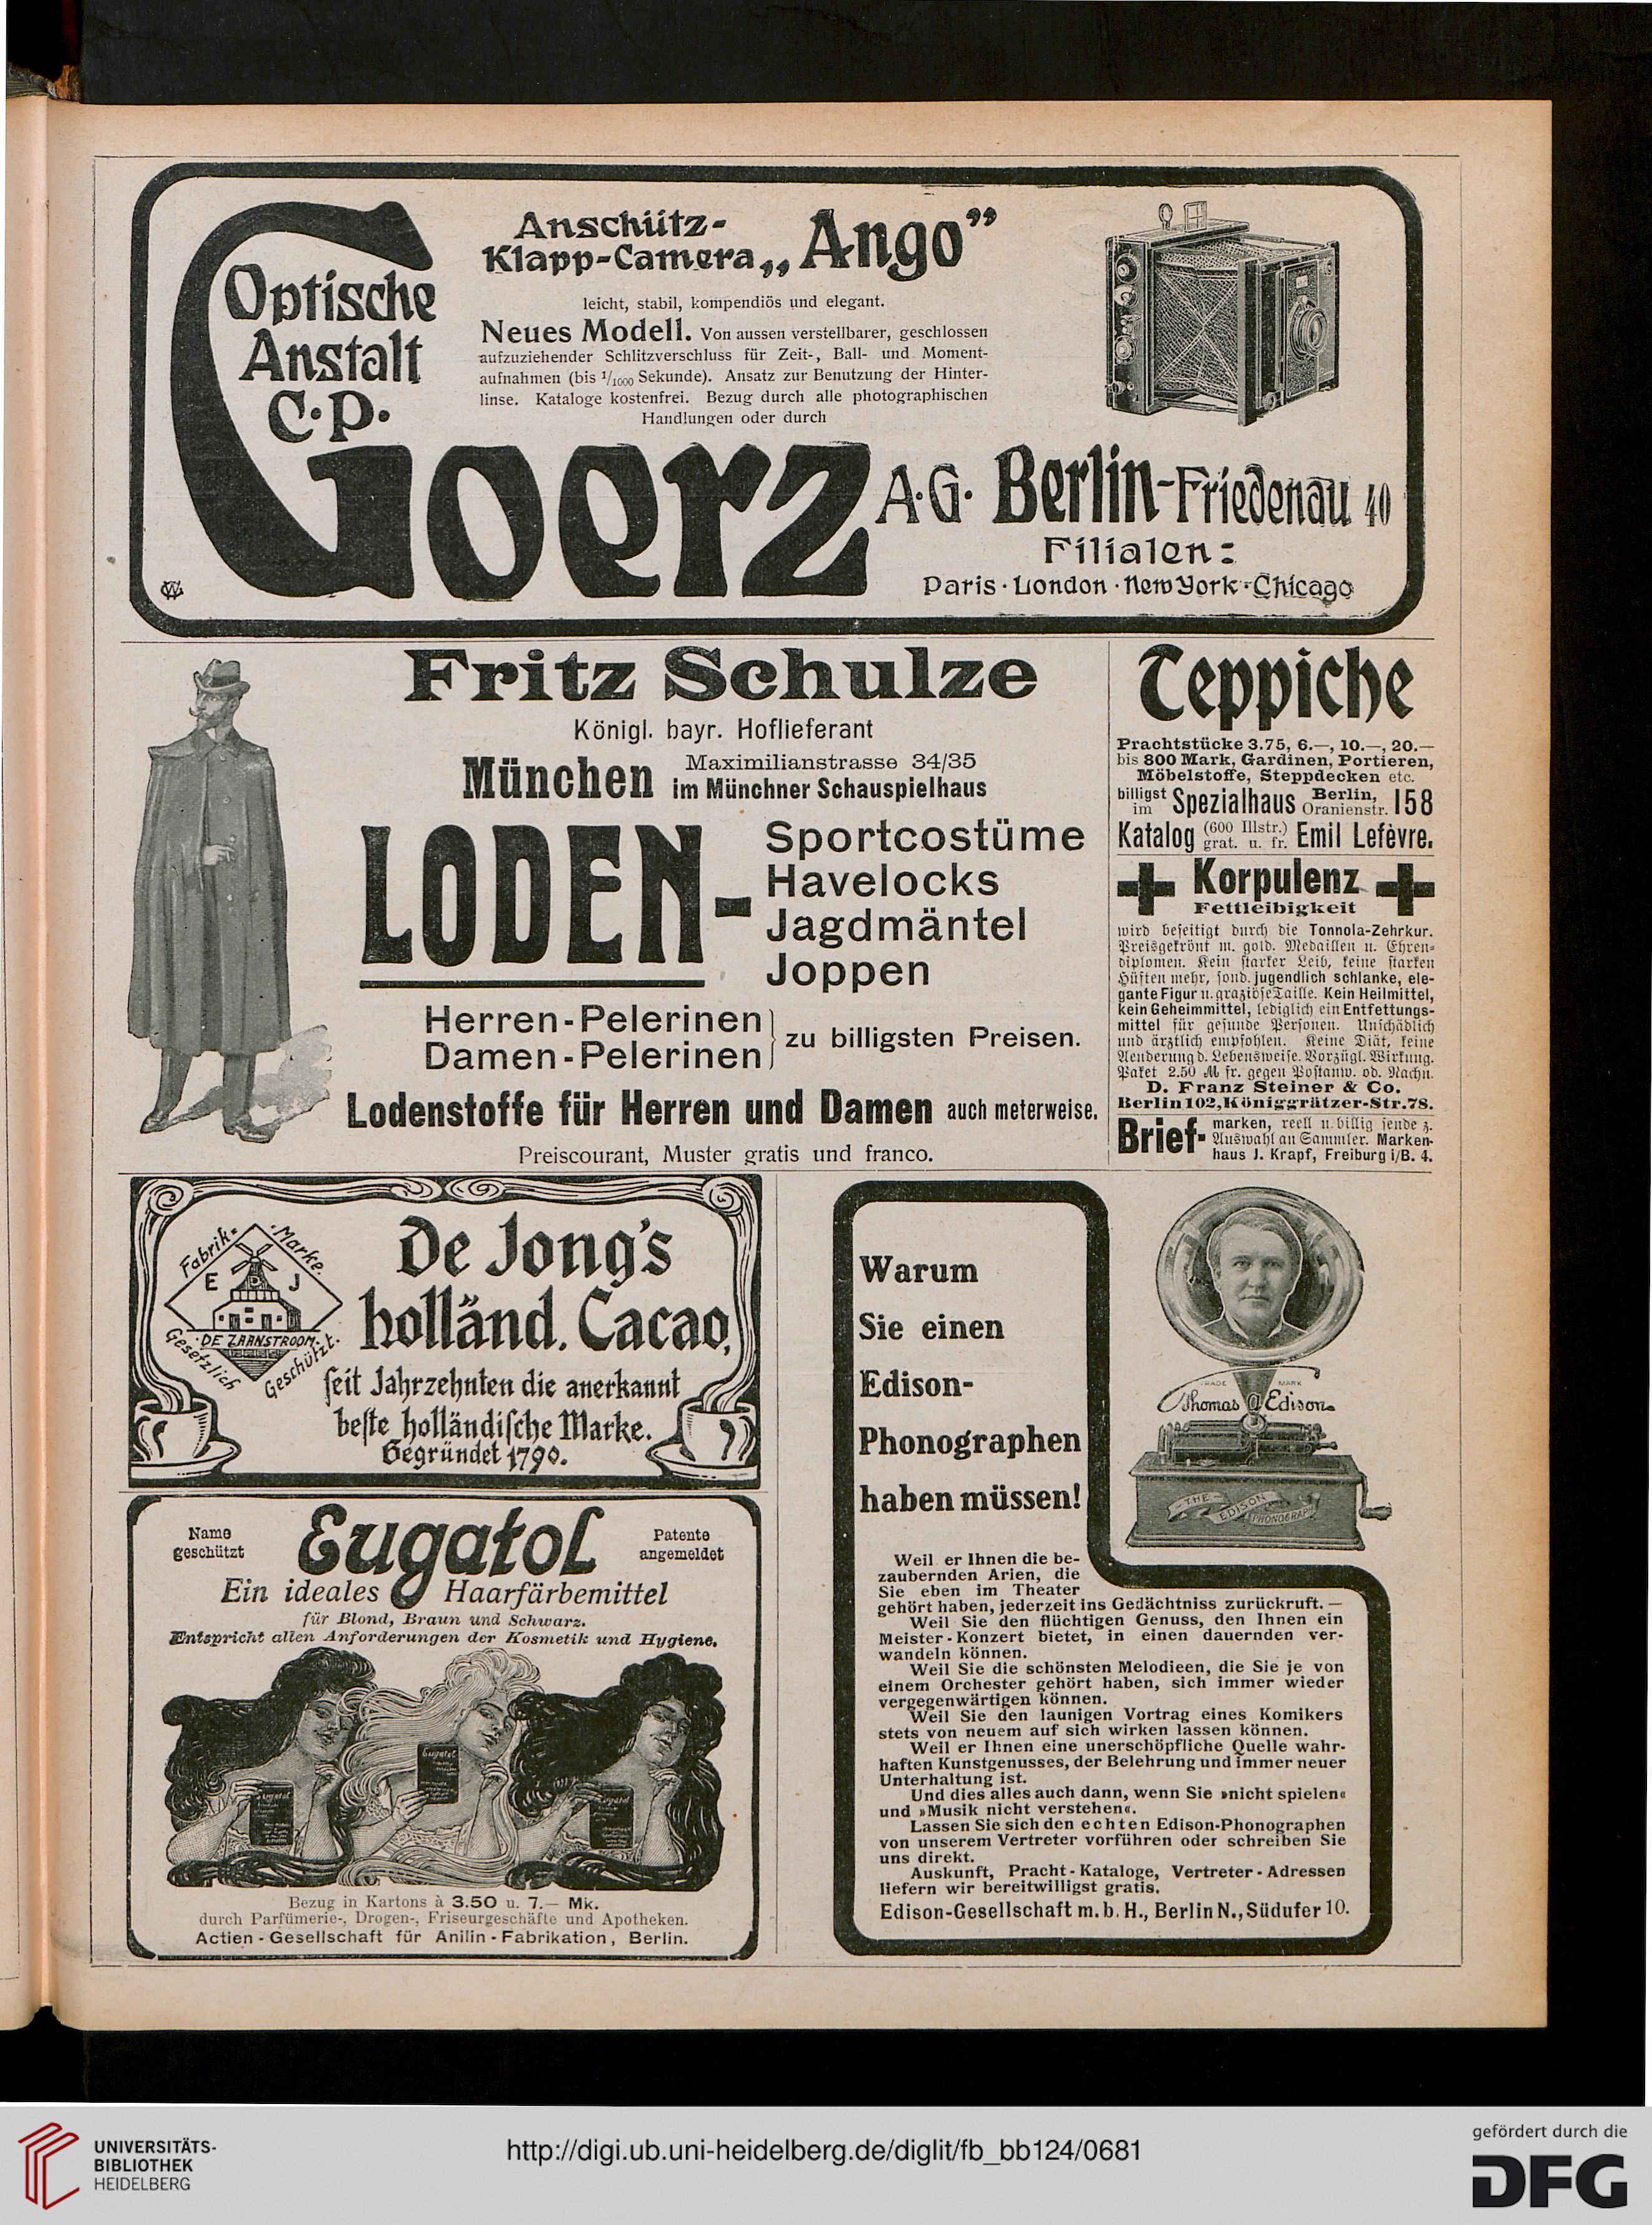 Optische
Anstalt
C. P.
Goerz
Anschütz-
Klapp-Camera „Ango”
leicht, stabil, kompendiös und elegant.
Neues Modell. Von aussen verstellbarer, geschlossen
aufzuziehender Schlitzverschluss für Zeit-, Ball- und Moment-
aufnahmen (bis 1/1000 Sekunde). Ansatz zur Benutzung der Hinter-
linse. Kataloge kostenfrei. Bezug durch alle photographischen
Handlungen oder durch
A.G. Berlin-Friedenau 40
Filialen:
Paris · London · New York · Chicago
Fritz Schulze
Königl. bayr. Hoflieferant
München Maximilianstrasse 34/35
im Münchner Schauspielhaus
LODEN-
Sportcostüme
Havelocks
Jagdmäntel
Joppen
Herren-Pelerinen
Damen-Pelerinen
} zu billigsten Preisen.
Lodenstoffe für Herren und Damen auch meterweise.
Preiscourant, Muster gratis und franco.
Teppiche
Prachtstücke 3.75, 6.—, 10.—, 20.—
bis 800 Mark, Gardinen, Portieren,
Möbelstoffe, Steppdecken etc.
billigst im Spezialhaus Berlin, Oranienstr. 158
Katalog (600 Illstr.) grat. u. fr. Emil Lefèvre.
Korpulenz
Fettleibigkeit
wird beseitigt durch die Tonnola-Zehrkur.
Preisgekrönt m. gold. Medaillen u. Ehren-
diplomen. Kein starker Leib, keine starken
Hüften mehr, sond. jugendlich schlanke, ele-
gante Figur u. graziöse Taille. Kein Heilmittel,
kein Geheimmittel, lediglich ein Entfettungs-
mittel für gesunde Personen. Unschädlich
und ärztlich empfohlen. Keine Diät, keine
Aenderung d. Lebensweise. Vorzügl. Wirkung.
Paket 2.50 M fr. gegen Postanw. od. Nachn.
D. Franz Steiner & Co.
Berlin 102, Königgrätzer-Str. 78.
Brief-
marken, reell u. billig sende z.
Auswahl an Sammler. Marken-
haus J. Krapf, Freiburg i/B. 4.
Fabrik- Marke.
E D J
DE ZAANSTROOM
Gesetzlich Geschützt.
De Jong's
holländ. Cacao,
seit Jahrzehnten die anerkannt
beste holländische Marke.
Gegründet 1790.
Name
geschützt
Eugatol
Patente
angemeldet
Ein ideales Haarfärbemittel
für Blond, Braun und Schwarz.
Entspricht allen Anforderungen der Kosmetik und Hygiene.
Eugatol
Eugatol
Eugatol
Bezug in Kartons à 3.50 u. 7.— Mk.
durch Parfümerie-, Drogen-, Friseurgeschäfte und Apotheken.
Actien-Gesellschaft für Anilin-Fabrikation, Berlin.
Warum
Sie einen
Edison-
Phonographen
haben müssen!
TRADE MARK
Thomas A Edison
THE EDISON PHONOGRAPH
Weil er Ihnen die be-
zaubernden Arien, die
Sie eben im Theater
gehört haben, jederzeit ins Gedächtniss zurückruft. —
Weil Sie den flüchtigen Genuss, den Ihnen ein
Meister-Konzert bietet, in einen dauernden ver-
wandeln können.
Weil Sie die schönsten Melodieen, die Sie je von
einem Orchester gehört haben, sich immer wieder
vergegenwärtigen können.
Weil Sie den launigen Vortrag eines Komikers
stets von neuem auf sich wirken lassen können.
Weil er Ihnen eine unerschöpfliche Quelle wahr-
haften Kunstgenusses, der Belehrung und immer neuer
Unterhaltung ist.
Und dies alles auch dann, wenn Sie »nicht spielen«
und »Musik nicht verstehen«.
Lassen Sie sich den echten Edison-Phonographen
von unserem Vertreter vorführen oder schreiben Sie
uns direkt.
Auskunft, Pracht-Kataloge, Vertreter-Adressen
liefern wir bereitwilligst gratis.
Edison-Gesellschaft m. b. H., Berlin N., Südufer 10.
UNIVERSITÄTS-
BIBLIOTHEK
HEIDELBERG
http://digi.ub.uni-heidelberg.de/diglit/fb_bb124/0681
gefördert durch die
DFG